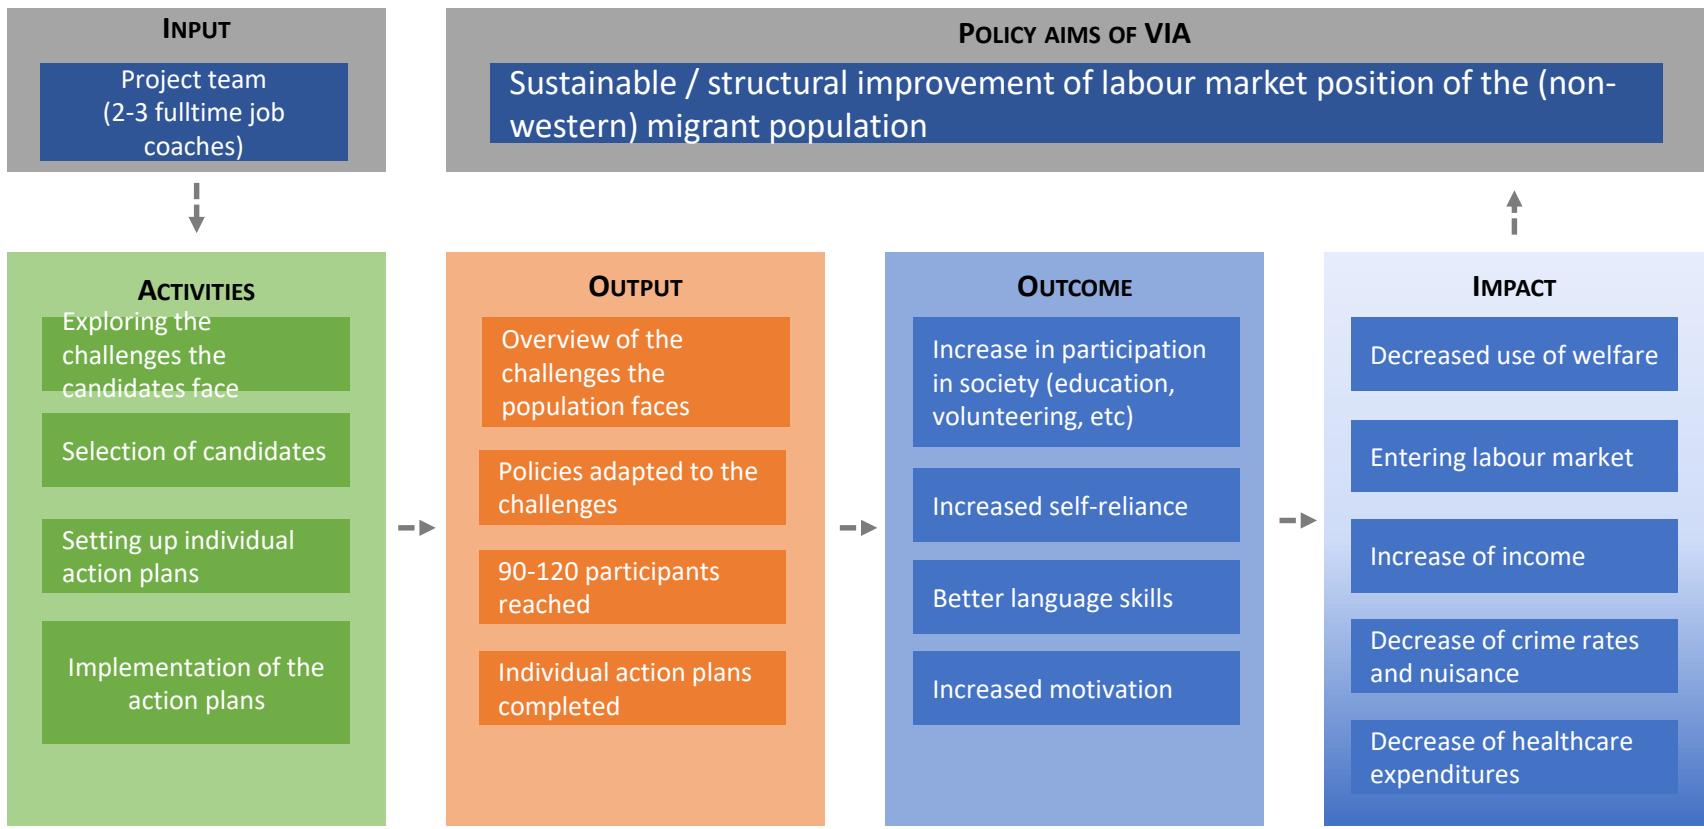 INPUT
Project team
(2-3 fulltime job
coaches)
POLICY AIMS OF VIA
Sustainable / structural improvement of labour market position of the (non-
western) migrant population
ACTIVITIES
Exploring the
challenges the
candidates face
Selection of candidates
Setting up individual
action plans
Implementation of the
action plans
OUTPUT
Overview of the
challenges the
population faces
Policies adapted to the
challenges
90-120 participants
reached
Individual action plans
completed
OUTCOME
Increase in participation
in society (education,
volunteering, etc)
Increased self-reliance
Better language skills
Increased motivation
IMPACT
Decreased use of welfare
Entering labour market
Increase of income
Decrease of crime rates
and nuisance
Decrease of healthcare
expenditures